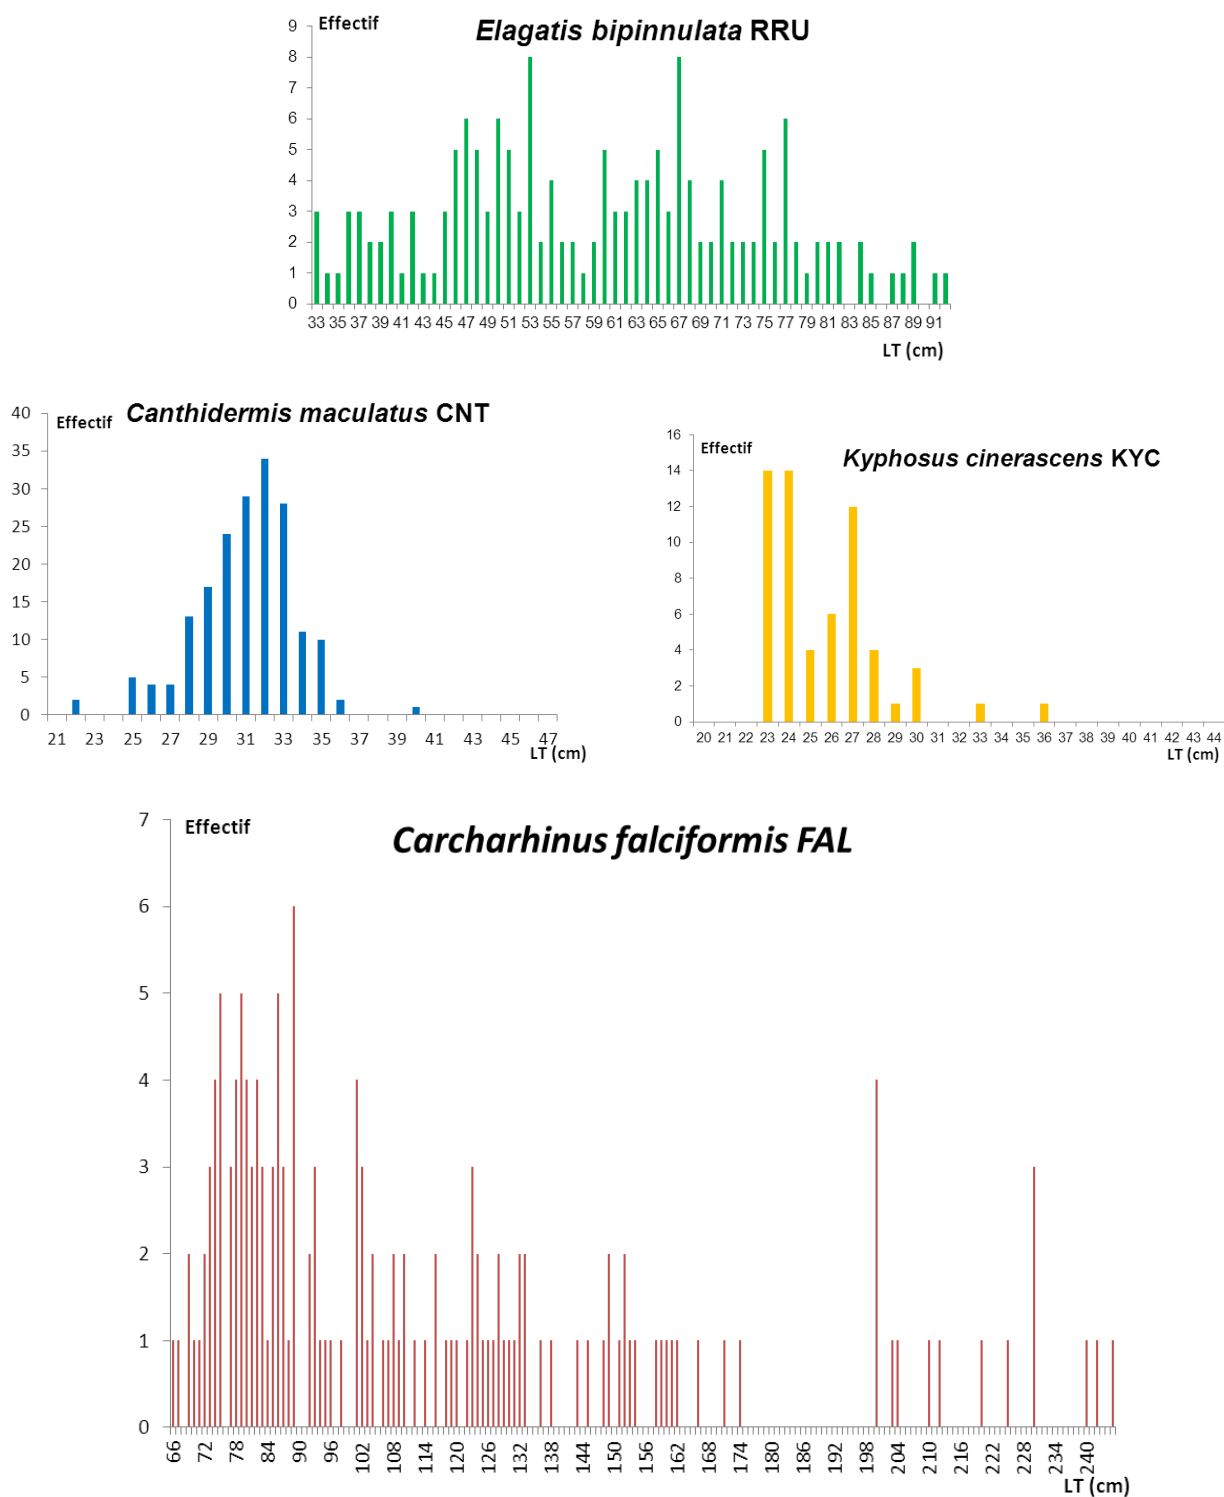 Effectif
Elagatis bipinnulata RRU
9
8
7
6
5
4
3
2
1
0
33 35 37 39 41 43 45 47 49 51 53 55 57 59 61 63 65 67 69 71 73 75 77 79 81 83 85 87 89 91
LT (cm)
Effectif
Canthidermis maculatus CNT
40
35
30
25
20
15
10
5
0
21 23 25 27 29 31 33 35 37 39 41 43 45 47
LT (cm)
Effectif
Kyphosus cinerascens KYC
16
14
12
10
8
6
4
2
0
20 21 22 23 24 25 26 27 28 29 30 31 32 33 34 35 36 37 38 39 40 41 42 43 44
LT (cm)
Effectif
Carcharhinus falciformis FAL
7
6
5
4
3
2
1
0
66 72 78 84 90 96 102 108 114 120 126 132 138 144 150 156 162 168 174 180 186 192 198 204 210 216 222 228 234 240
LT (cm)